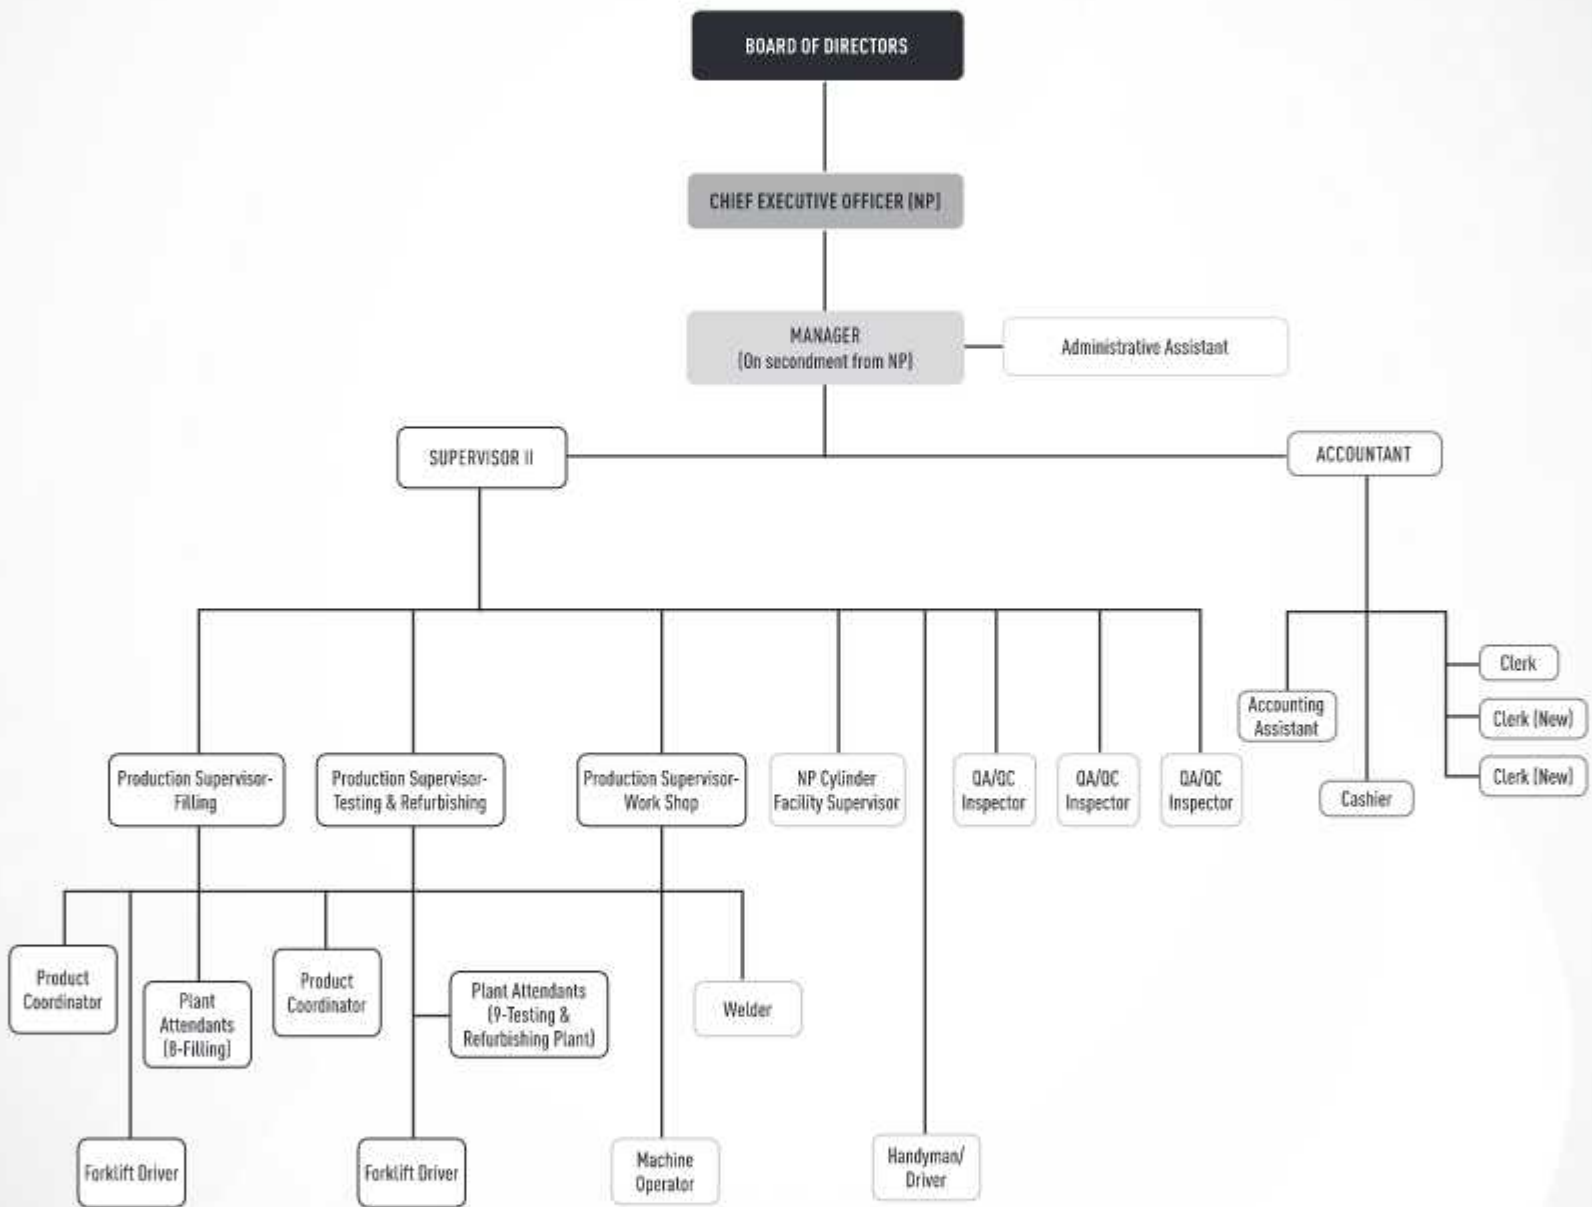 BOARD OF DIRECTORS
CHIEF EXECUTIVE OFFICER (NP)
MANAGER
(On secondment from NP)
Administrative Assistant
SUPERVISOR II
ACCOUNTANT
Accounting
Assistant
Cashier
Clerk
Clerk (New)
Clerk (New)
Production Supervisor-
Filling
Production Supervisor-
Testing & Refurbishing
Production Supervisor-
Work Shop
NP Cylinder
Facility Supervisor
QA/QC
Inspector
QA/QC
Inspector
QA/QC
Inspector
Product
Coordinator
Plant
Attendants
(8-Filling)
Product
Coordinator
Plant Attendants
(9-Testing &
Refurbishing Plant)
Welder
Forklift Driver
Forklift Driver
Machine
Operator
Handyman/
Driver